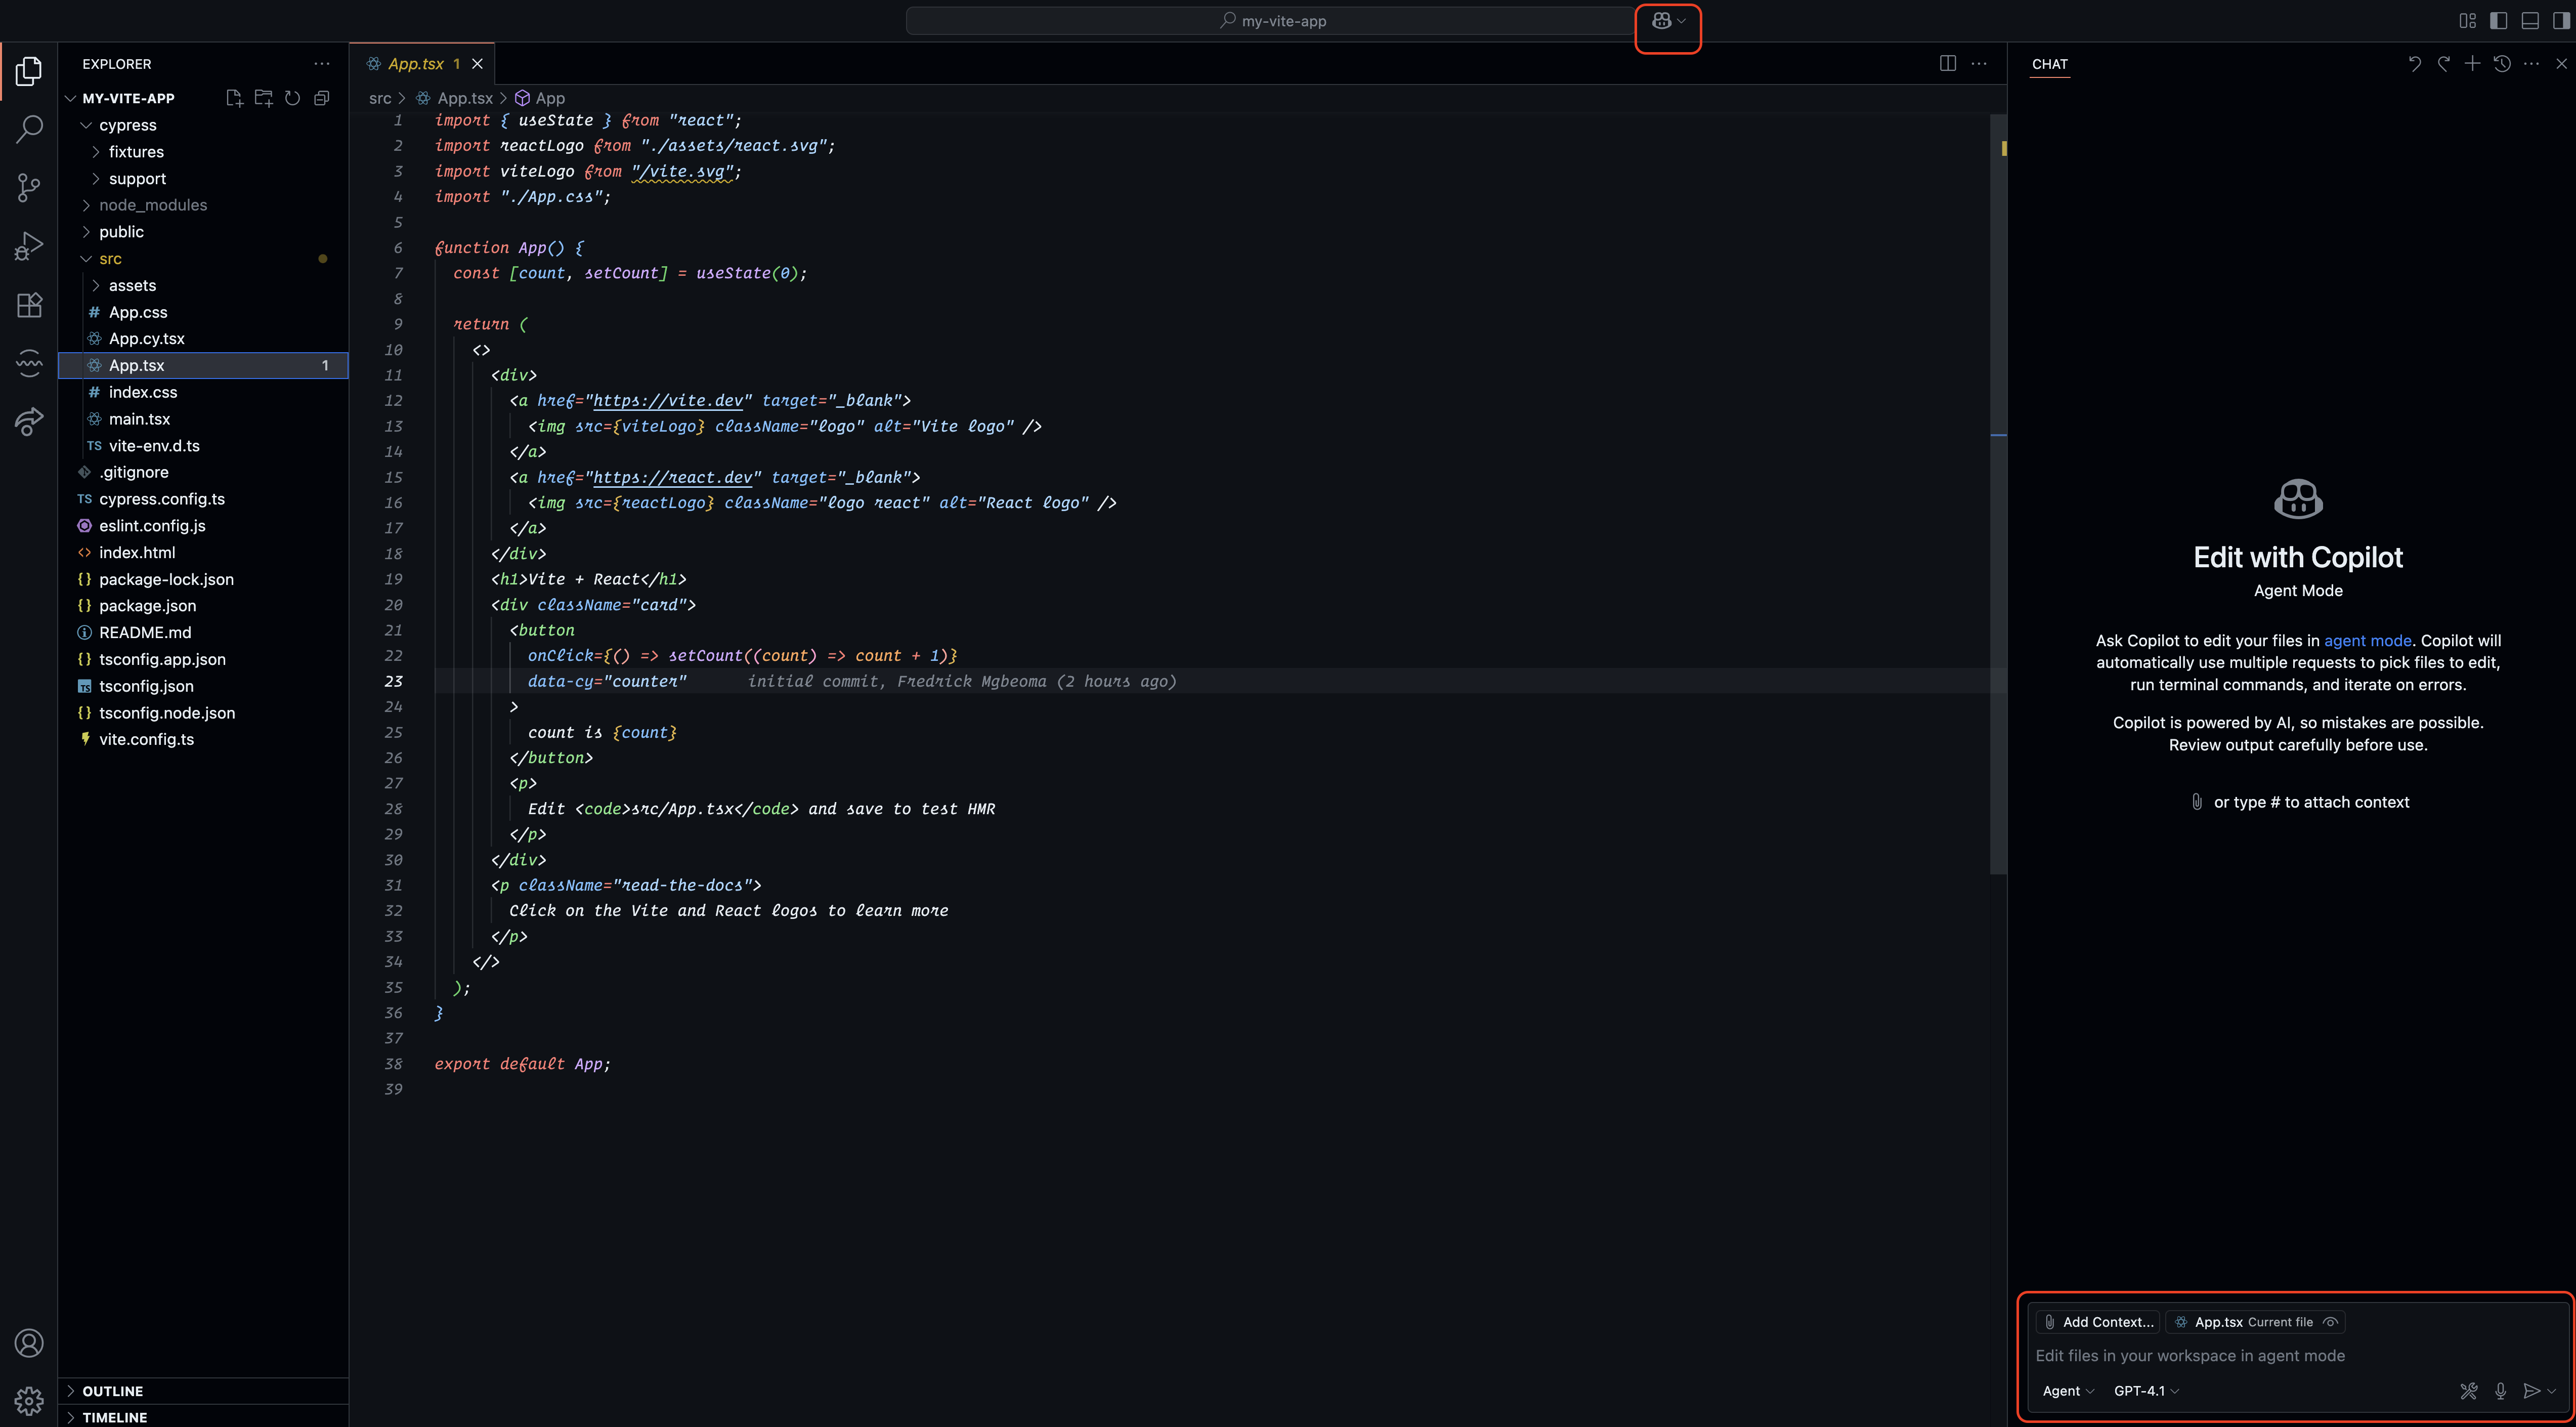 my-vite-app
EXPLORER
MY-VITE-APP
cypress
fixtures
support
node_modules
public
src
assets
# App.css
App.cy.tsx
App.tsx 1
# index.css
main.tsx
TS vite-env.d.ts
.gitignore
TS cypress.config.ts
eslint.config.js
<> index.html
{} package-lock.json
{} package.json
README.md
{} tsconfig.app.json
TS tsconfig.json
{} tsconfig.node.json
vite.config.ts
OUTLINE
TIMELINE
App.tsx 1
src > App.tsx > App
1 import { useState } from "react";
2 import reactLogo from "./assets/react.svg";
3 import viteLogo from "/vite.svg";
4 import "./App.css";
5
6 function App() {
7 const [count, setCount] = useState(0);
8
9 return (
10 <>
11 <div>
12 <a href="https://vite.dev" target="_blank">
13 <img src={viteLogo} className="logo" alt="Vite logo" />
14 </a>
15 <a href="https://react.dev" target="_blank">
16 <img src={reactLogo} className="logo react" alt="React logo" />
17 </a>
18 </div>
19 <h1>Vite + React</h1>
20 <div className="card">
21 <button
22 onClick={() => setCount((count) => count + 1)}
23 data-cy="counter" initial commit, Fredrick Mgbeoma (2 hours ago)
24 >
25 count is {count}
26 </button>
27 <p>
28 Edit <code>src/App.tsx</code> and save to test HMR
29 </p>
30 </div>
31 <p className="read-the-docs">
32 Click on the Vite and React logos to learn more
33 </p>
34 </>
35 );
36 }
37
38 export default App;
39
CHAT
Edit with Copilot
Agent Mode
Ask Copilot to edit your files in agent mode. Copilot will
automatically use multiple requests to pick files to edit,
run terminal commands, and iterate on errors.
Copilot is powered by AI, so mistakes are possible.
Review output carefully before use.
or type # to attach context
Add Context... App.tsx Current file
Edit files in your workspace in agent mode
Agent GPT-4.1